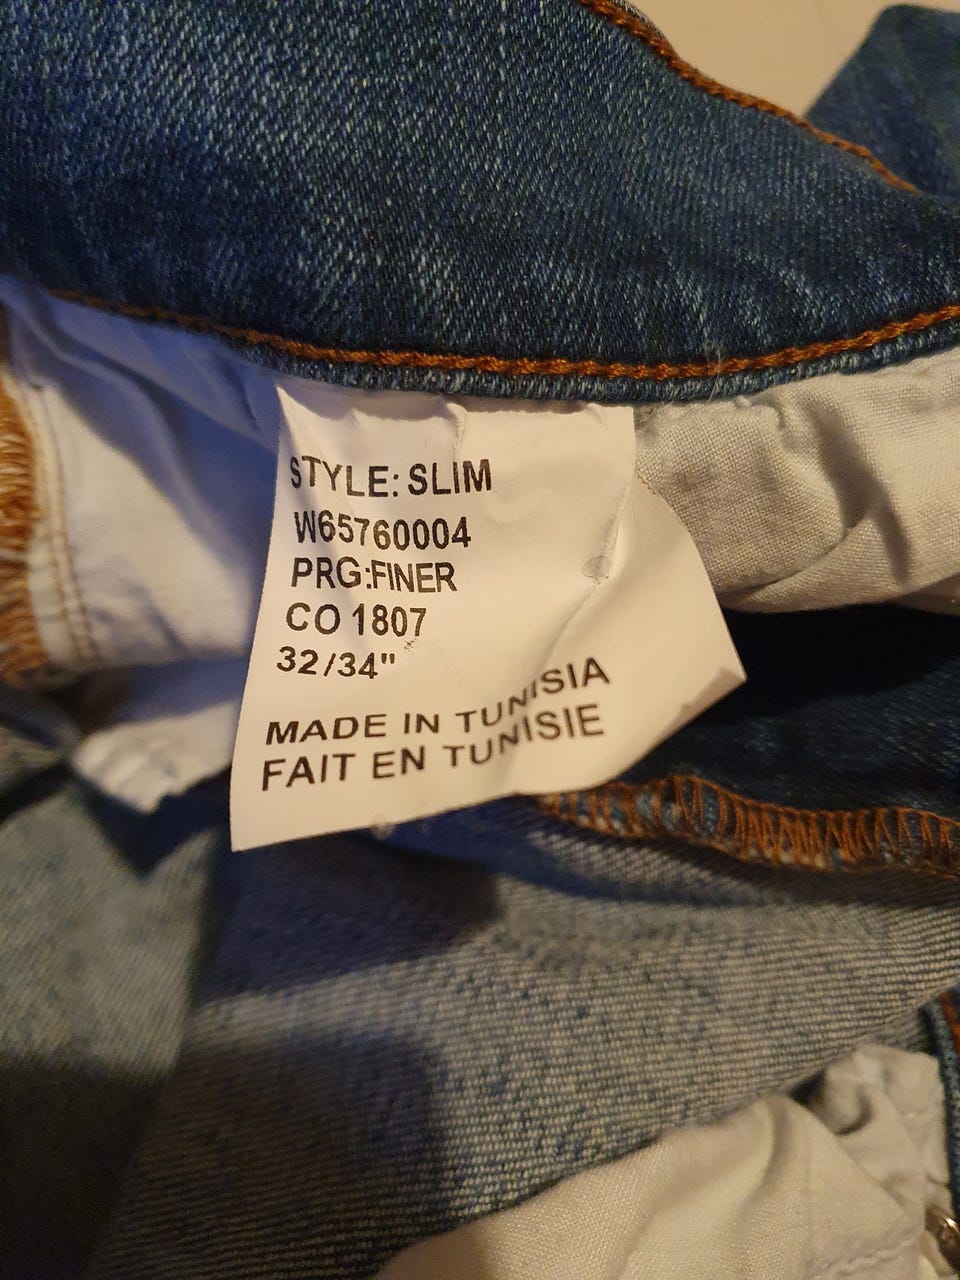 STYLE: SLIM
W65760004
PRG:FINER
CO 1807
32/34"
MADE IN TUNISIA
FAIT EN TUNISIE